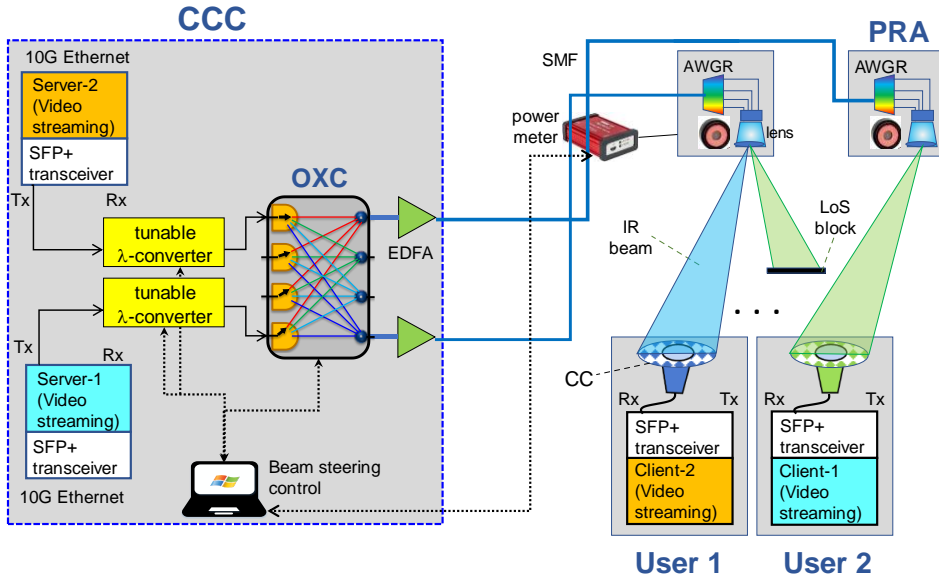 CCC
10G Ethernet
Server-2
(Video
streaming)
SFP+
transceiver
Tx
Rx
tunable
λ-converter
tunable
λ-converter
Tx
Rx
Server-1
(Video
streaming)
SFP+
transceiver
10G Ethernet
OXC
EDFA
Beam steering
control
SMF
power
meter
AWGR
lens
PRA
AWGR
IR
beam
LoS
block
. . .
CC
Rx
Tx
SFP+
transceiver
Client-2
(Video
streaming)
User 1
Rx
Tx
SFP+
transceiver
Client-1
(Video
streaming)
User 2